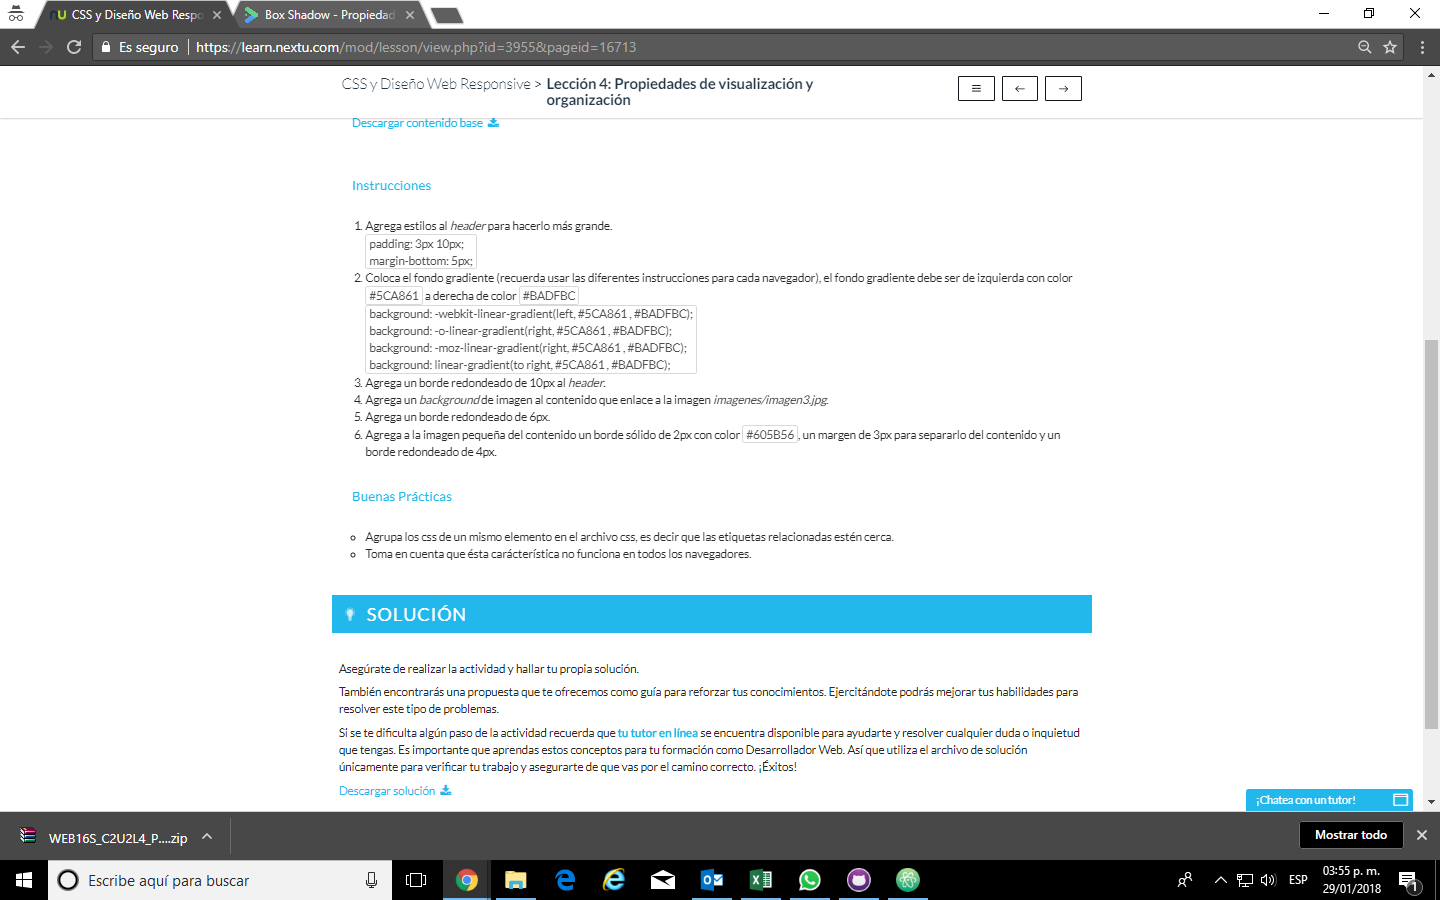 CSS y Diseño Web Respo
Box Shadow - Propiedad
Es seguro
https://learn.nextu.com/mod/lesson/view.php?id=3955&pageid=16713
CSS y Diseño Web Responsive > Lección 4: Propiedades de visualización y
organización
Descargar contenido base
Instrucciones
1. Agrega estilos al header para hacerlo más grande.
padding: 3px 10px;
margin-bottom: 5px;
2. Coloca el fondo gradiente (recuerda usar las diferentes instrucciones para cada navegador), el fondo gradiente debe ser de izquierda con color
#5CA861 a derecha de color #BADFBC
background: -webkit-linear-gradient(left, #5CA861 , #BADFBC);
background: -o-linear-gradient(right, #5CA861 , #BADFBC);
background: -moz-linear-gradient(right, #5CA861 , #BADFBC);
background: linear-gradient(to right, #5CA861 , #BADFBC);
3. Agrega un borde redondeado de 10px al header.
4. Agrega un background de imagen al contenido que enlace a la imagen imagenes/imagen3.jpg.
5. Agrega un borde redondeado de 6px.
6. Agrega a la imagen pequeña del contenido un borde sólido de 2px con color #605B56 , un margen de 3px para separarlo del contenido y un
borde redondeado de 4px.
Buenas Prácticas
Agrupa los css de un mismo elemento en el archivo css, es decir que las etiquetas relacionadas estén cerca.
Toma en cuenta que ésta carácterística no funciona en todos los navegadores.
SOLUCIÓN
Asegúrate de realizar la actividad y hallar tu propia solución.
También encontrarás una propuesta que te ofrecemos como guía para reforzar tus conocimientos. Ejercitándote podrás mejorar tus habilidades para
resolver este tipo de problemas.
Si se te dificulta algún paso de la actividad recuerda que tu tutor en línea se encuentra disponible para ayudarte y resolver cualquier duda o inquietud
que tengas. Es importante que aprendas estos conceptos para tu formación como Desarrollador Web. Así que utiliza el archivo de solución
únicamente para verificar tu trabajo y asegurarte de que vas por el camino correcto. ¡Éxitos!
Descargar solución
¡Chatea con un tutor!
WEB16S_C2U2L4_P....zip
Mostrar todo
Escribe aquí para buscar
ESP
03:55 p. m.
29/01/2018
1